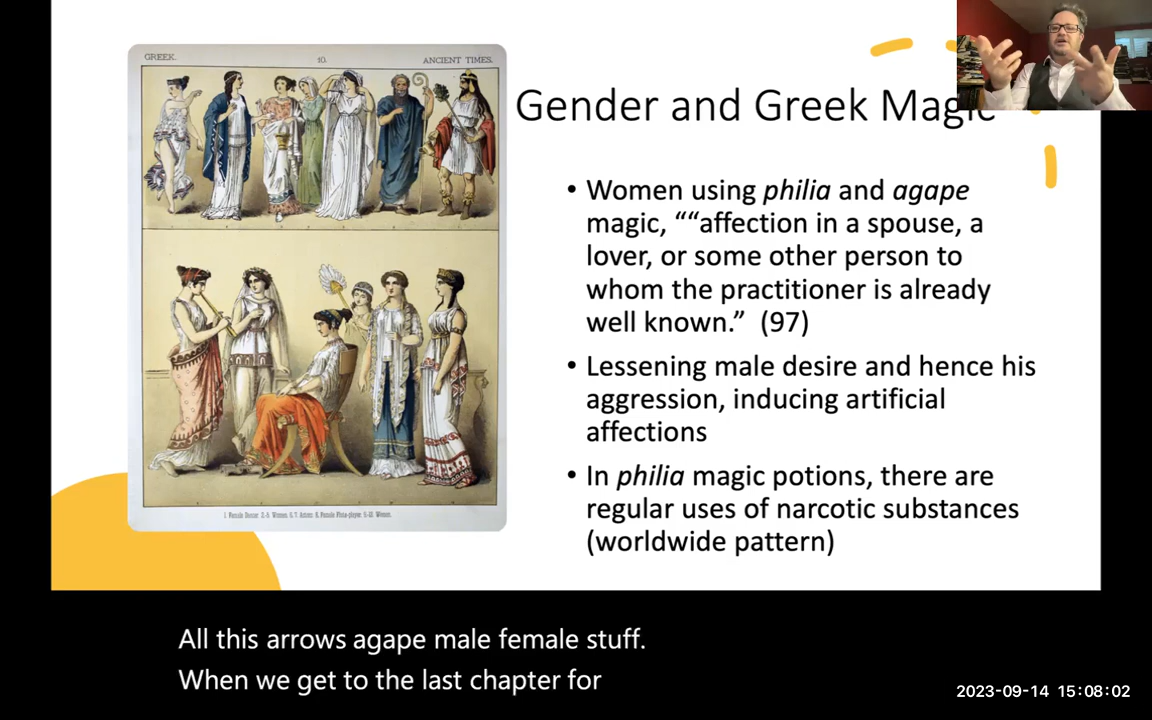 GREEK.
10.
ANCIENT TIMES.
Gender and Greek Magic
• Women using philia and agape
magic, ““affection in a spouse, a
lover, or some other person to
whom the practitioner is already
well known.” (97)
• Lessening male desire and hence his
aggression, inducing artificial
affections
• In philia magic potions, there are
regular uses of narcotic substances
(worldwide pattern)
All this arrows agape male female stuff.
When we get to the last chapter for
2023-09-14 15:08:02